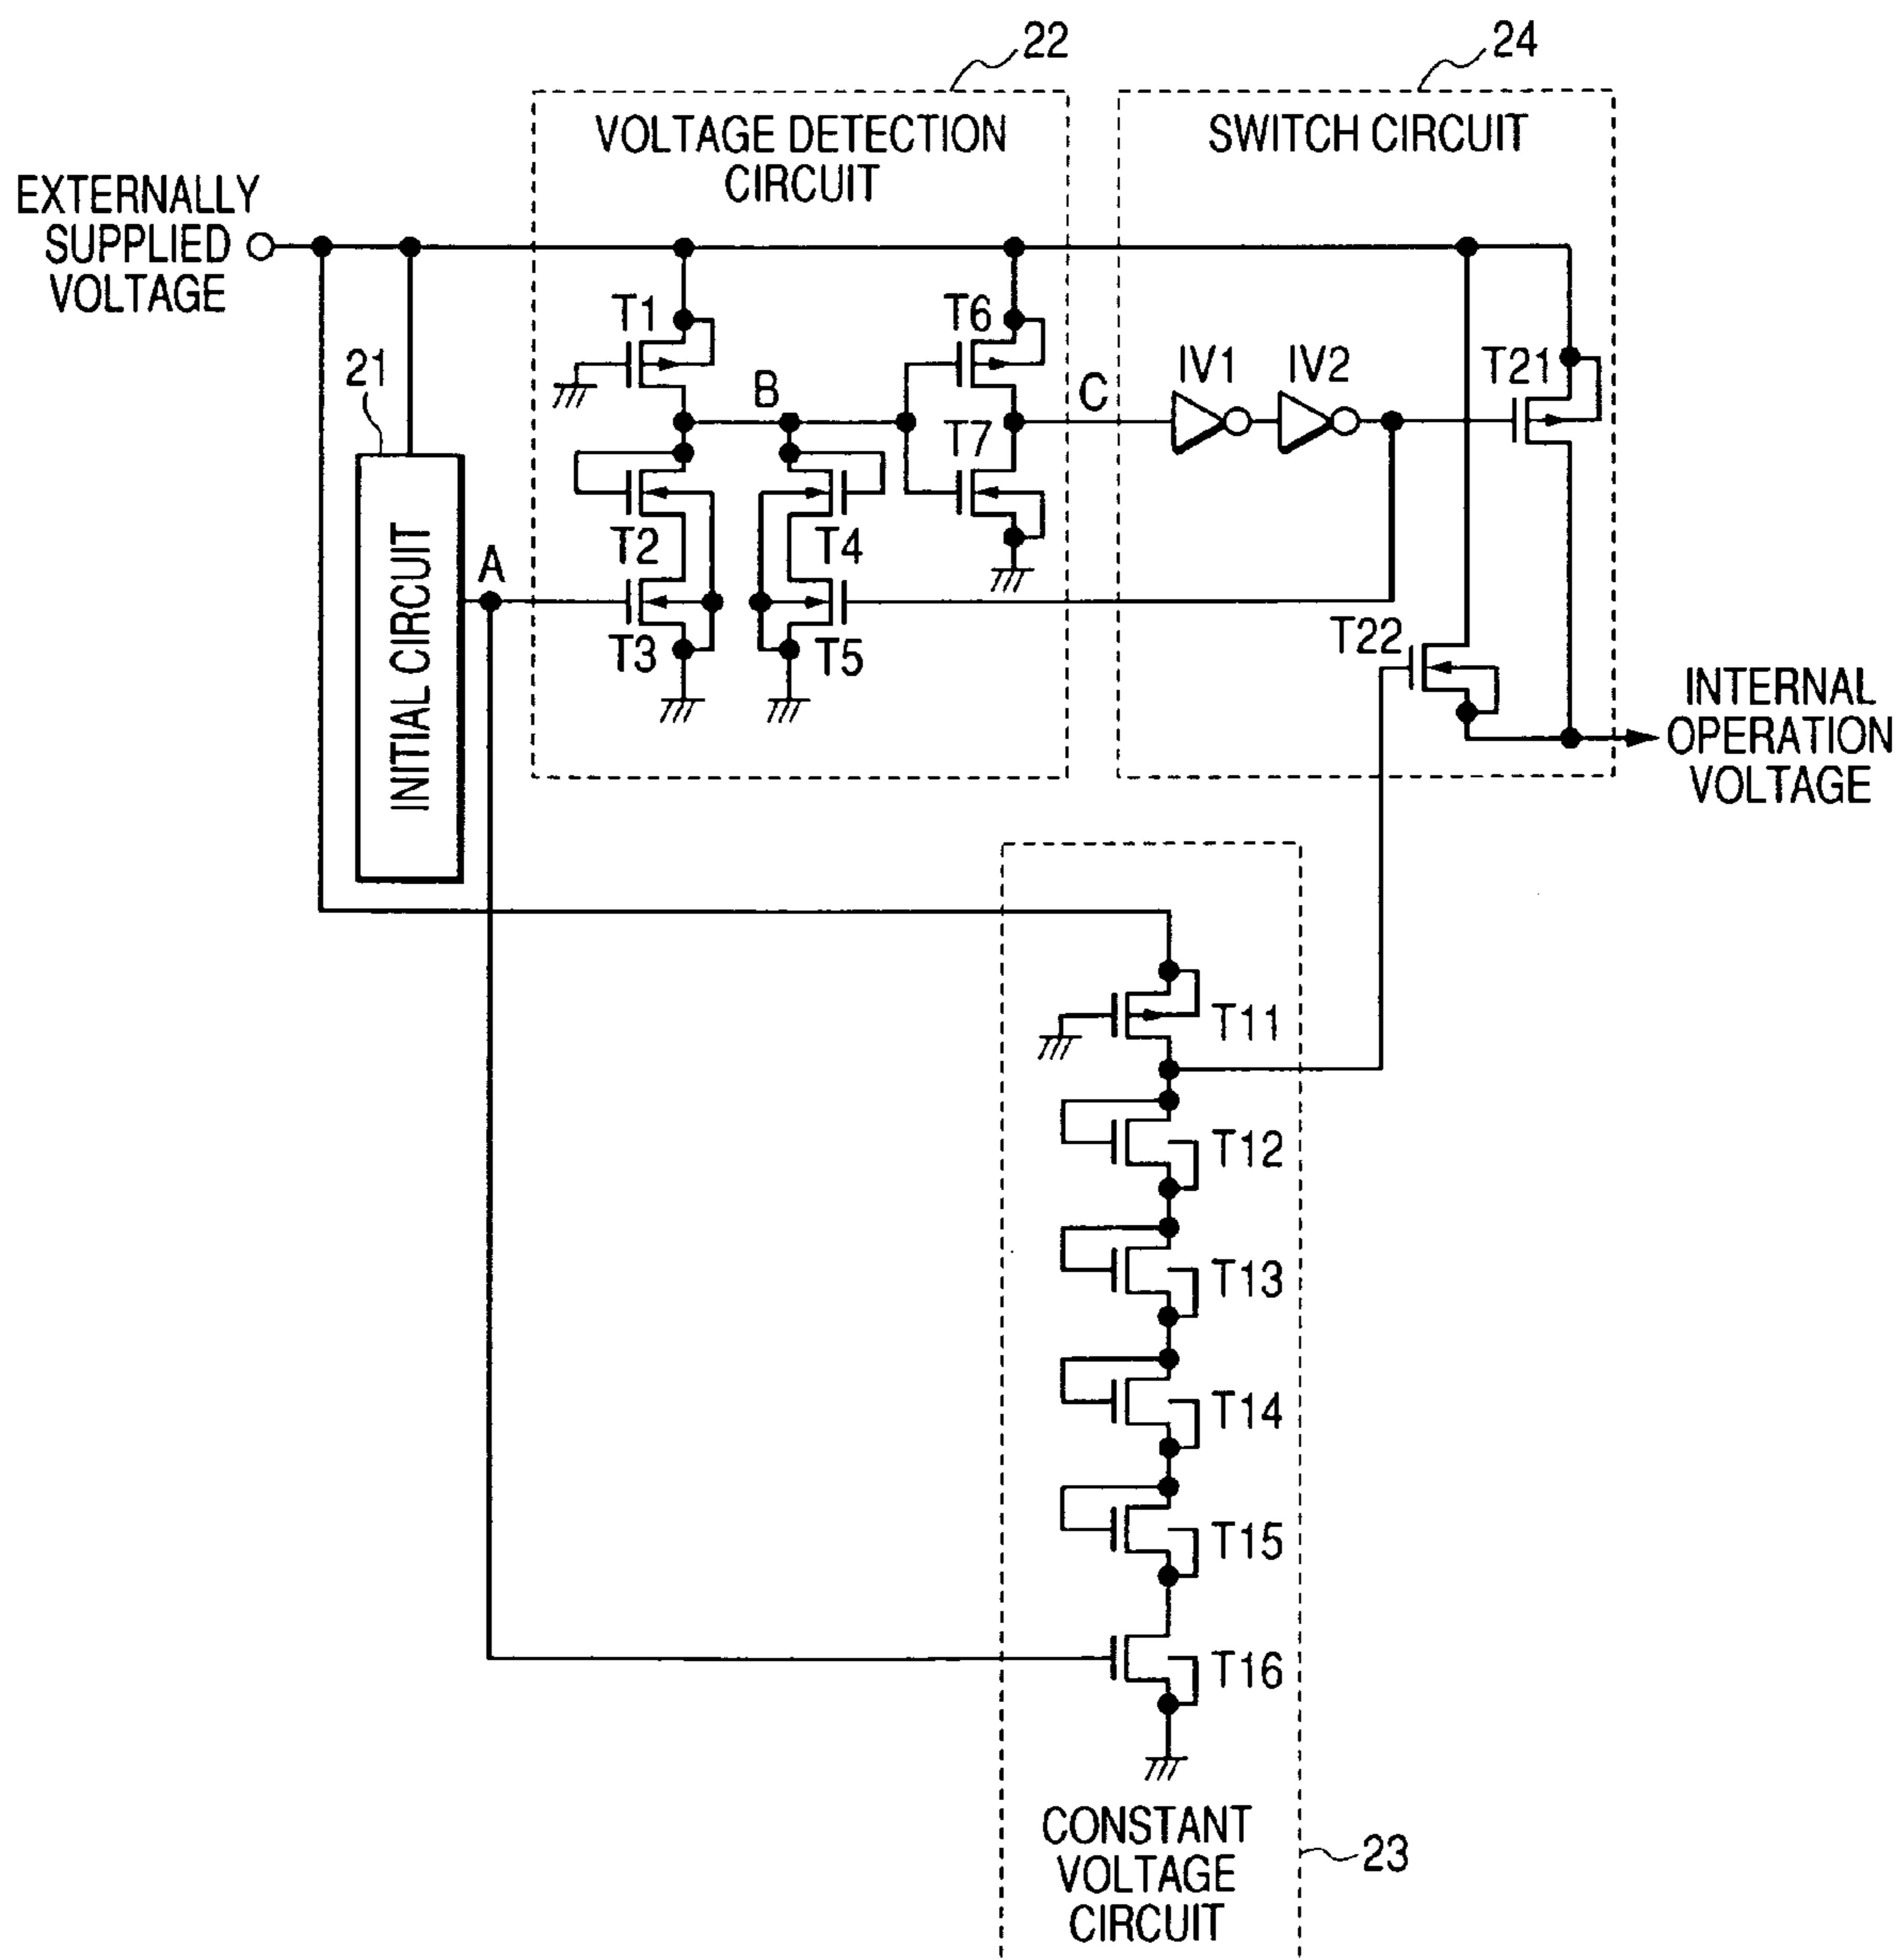 22
24
VOLTAGE DETECTION
CIRCUIT
SWITCH CIRCUIT
EXTERNALLY
SUPPLIED
VOLTAGE
T1
T6
21
B
C
IV1
IV2
T21
T7
INITIAL CIRCUIT
A
T2
T4
T3
T5
T22
INTERNAL
OPERATION
VOLTAGE
T11
T12
T13
T14
T15
T16
CONSTANT
VOLTAGE
CIRCUIT
23